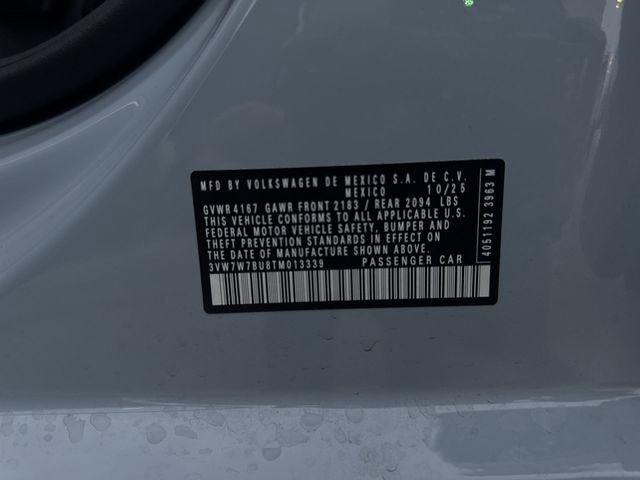 MFD BY VOLKSWAGEN DE MEXICO S.A. DE C.V.
MEXICO 10/25
GVWR 4167 GAWR FRONT 2183 / REAR 2094 LBS
THIS VEHICLE CONFORMS TO ALL APPLICABLE U.S.
FEDERAL MOTOR VEHICLE SAFETY, BUMPER AND
THEFT PREVENTION STANDARDS IN EFFECT ON THE
DATE OF MANUFACTURE SHOWN ABOVE.
3VW7W7BU8TM013339 PASSENGER CAR
4051192 3963 M